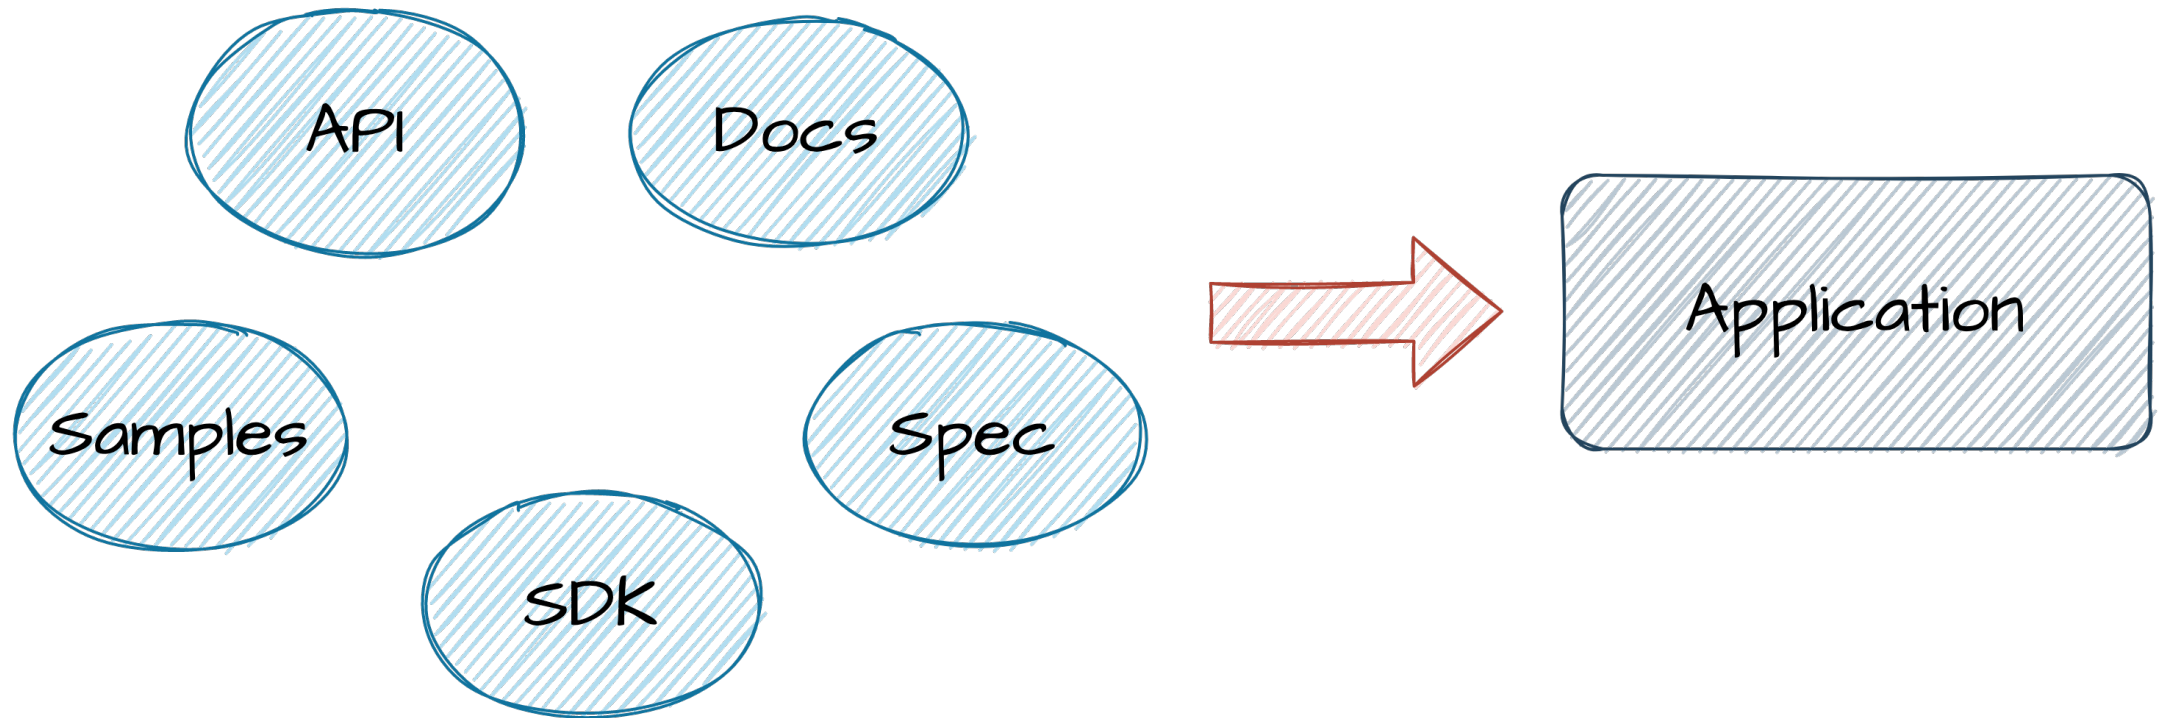 API
Docs
Samples
Spec
SDK
Application